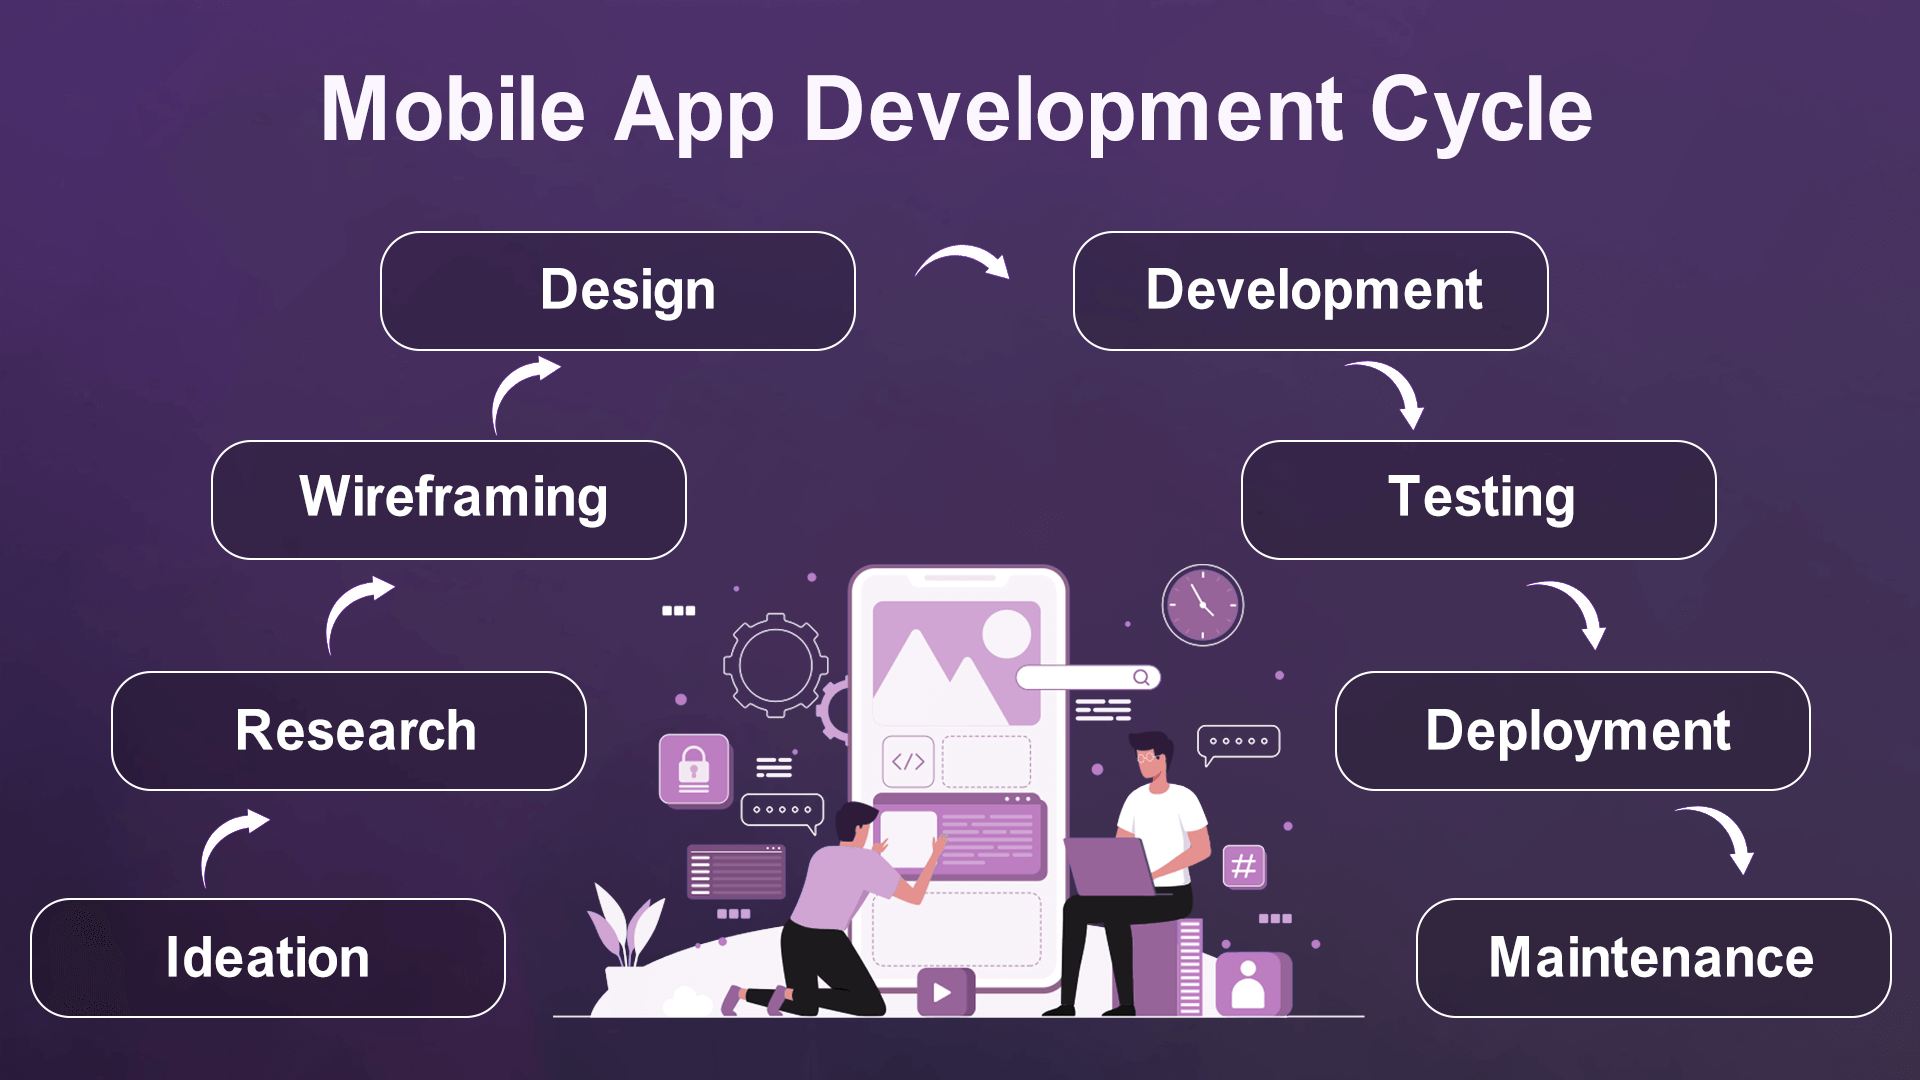 Mobile App Development Cycle
Design
Development
Wireframing
Testing
Research
Deployment
Ideation
Maintenance
</>
#